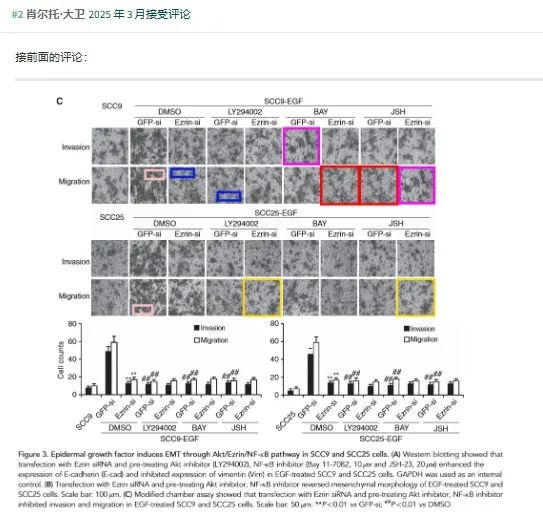 #2 肖尔托·大卫 2025 年 3 月接受评论
接前面的评论：
C
SCC9
SCC9-EGF
DMSO LY294002 BAY JSH
GFP-si Ezrin-si GFP-si Ezrin-si GFP-si Ezrin-si GFP-si Ezrin-si
Invasion
Migration
SCC25
SCC25-EGF
DMSO LY294002 BAY JSH
GFP-si Ezrin-si GFP-si Ezrin-si GFP-si Ezrin-si GFP-si Ezrin-si
Invasion
Migration
80
60
40
20
0
Cell counts
Invasion
Migration
** ** ## ## ## ## ## ##
SCC9 GFP-si Ezrin-si GFP-si Ezrin-si GFP-si Ezrin-si GFP-si Ezrin-si
DMSO LY294002 BAY JSH
SCC9-EGF
80
60
40
20
0
Invasion
Migration
** ** ## ## ## ## ## ##
SCC25 GFP-si Ezrin-si GFP-si Ezrin-si GFP-si Ezrin-si GFP-si Ezrin-si
DMSO LY294002 BAY JSH
SCC25-EGF
Figure 3. Epidermal growth factor induces EMT through Akt/Ezrin/NF-κB pathway in SCC9 and SCC25 cells. (A) Western blotting showed that
transfection with Ezrin siRNA and pre-treating Akt inhibitor (LY294002), NF-κB inhibitor (Bay 11-7082, 10 μм and JSH-23, 20 μм) enhanced the
expression of E-cadherin (E-cad) and inhibited expression of vimentin (Vim) in EGF-treated SCC9 and SCC25 cells. GAPDH was used as an internal
control. (B) Transfection with Ezrin siRNA and pre-treating Akt inhibitor, NF-κB inhibitor reversed mesenchymal morphology of EGF-treated SCC9 and
SCC25 cells. Scale bar: 100 μm. (C) Modified chamber assay showed that transfection with Ezrin siRNA and pre-treating Akt inhibitor, NF-κB inhibitor
inhibited invasion and migration in EGF-treated SCC9 and SCC25 cells. Scale bar: 50 μm. **P<0.01 vs GFP-si; ##P<0.01 vs DMSO.